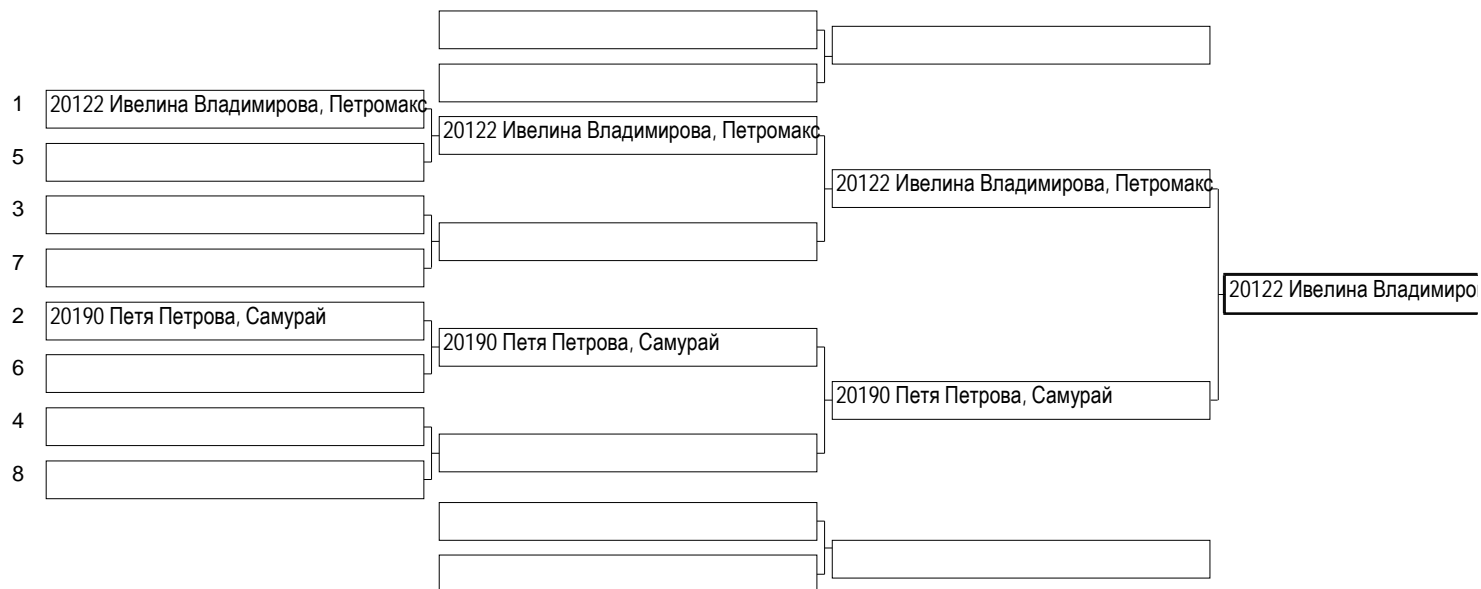 1 20122 Ивелина Владимирова, Петромакс
20122 Ивелина Владимирова, Петромакс
5
20122 Ивелина Владимирова, Петромакс
3
7
20122 Ивелина
2 20190 Петя Петрова, Самурай
20190 Петя Петрова, Самурай
6
20190 Петя Петрова, Самурай
4
8